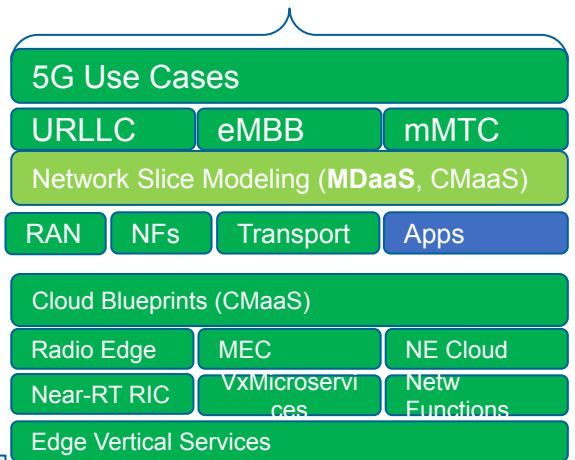 5G Use Cases
URLLC
eMBB
mMTC
Network Slice Modeling (MDaaS, CMaaS)
RAN
NFs
Transport
Apps
Cloud Blueprints (CMaaS)
Radio Edge
MEC
NE Cloud
Near-RT RIC
VxMicroservi
ces
Netw
Functions
Edge Vertical Services